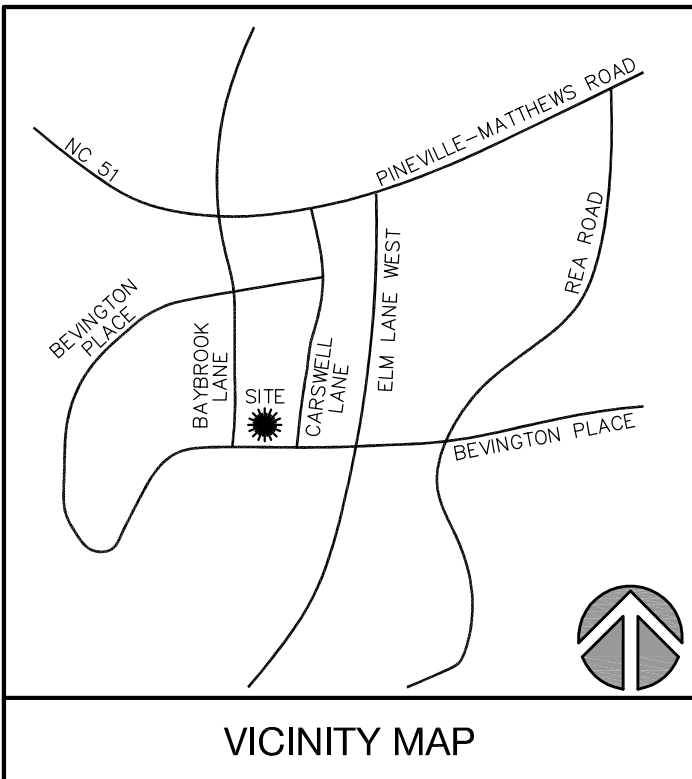 PINEVILLE-MATTHEWS ROAD
NC 51
REA ROAD
ELM LANE WEST
BEVINGTON
PLACE
BAYBROOK
LANE
SITE
CARSWELL
LANE
BEVINGTON PLACE
VICINITY MAP